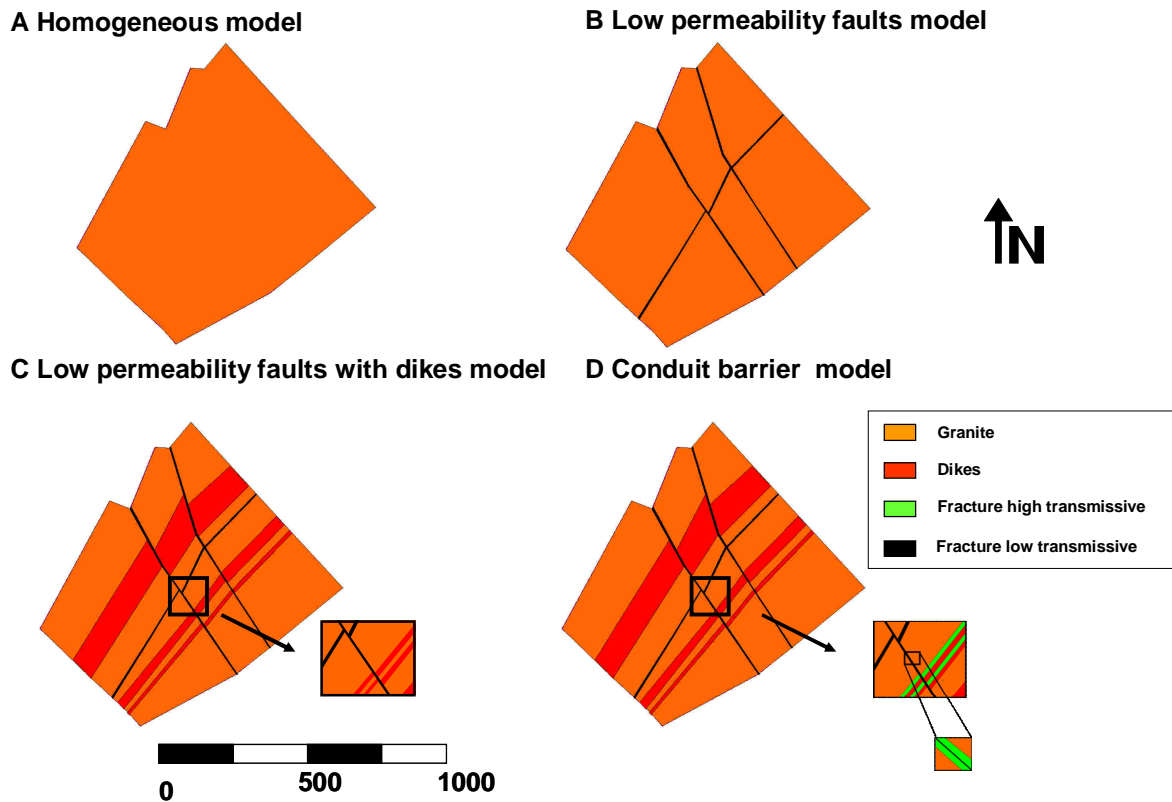 A Homogeneous model
B Low permeability faults model
N
C Low permeability faults with dikes model
D Conduit barrier model
Granite
Dikes
Fracture high transmissive
Fracture low transmissive
0
500
1000